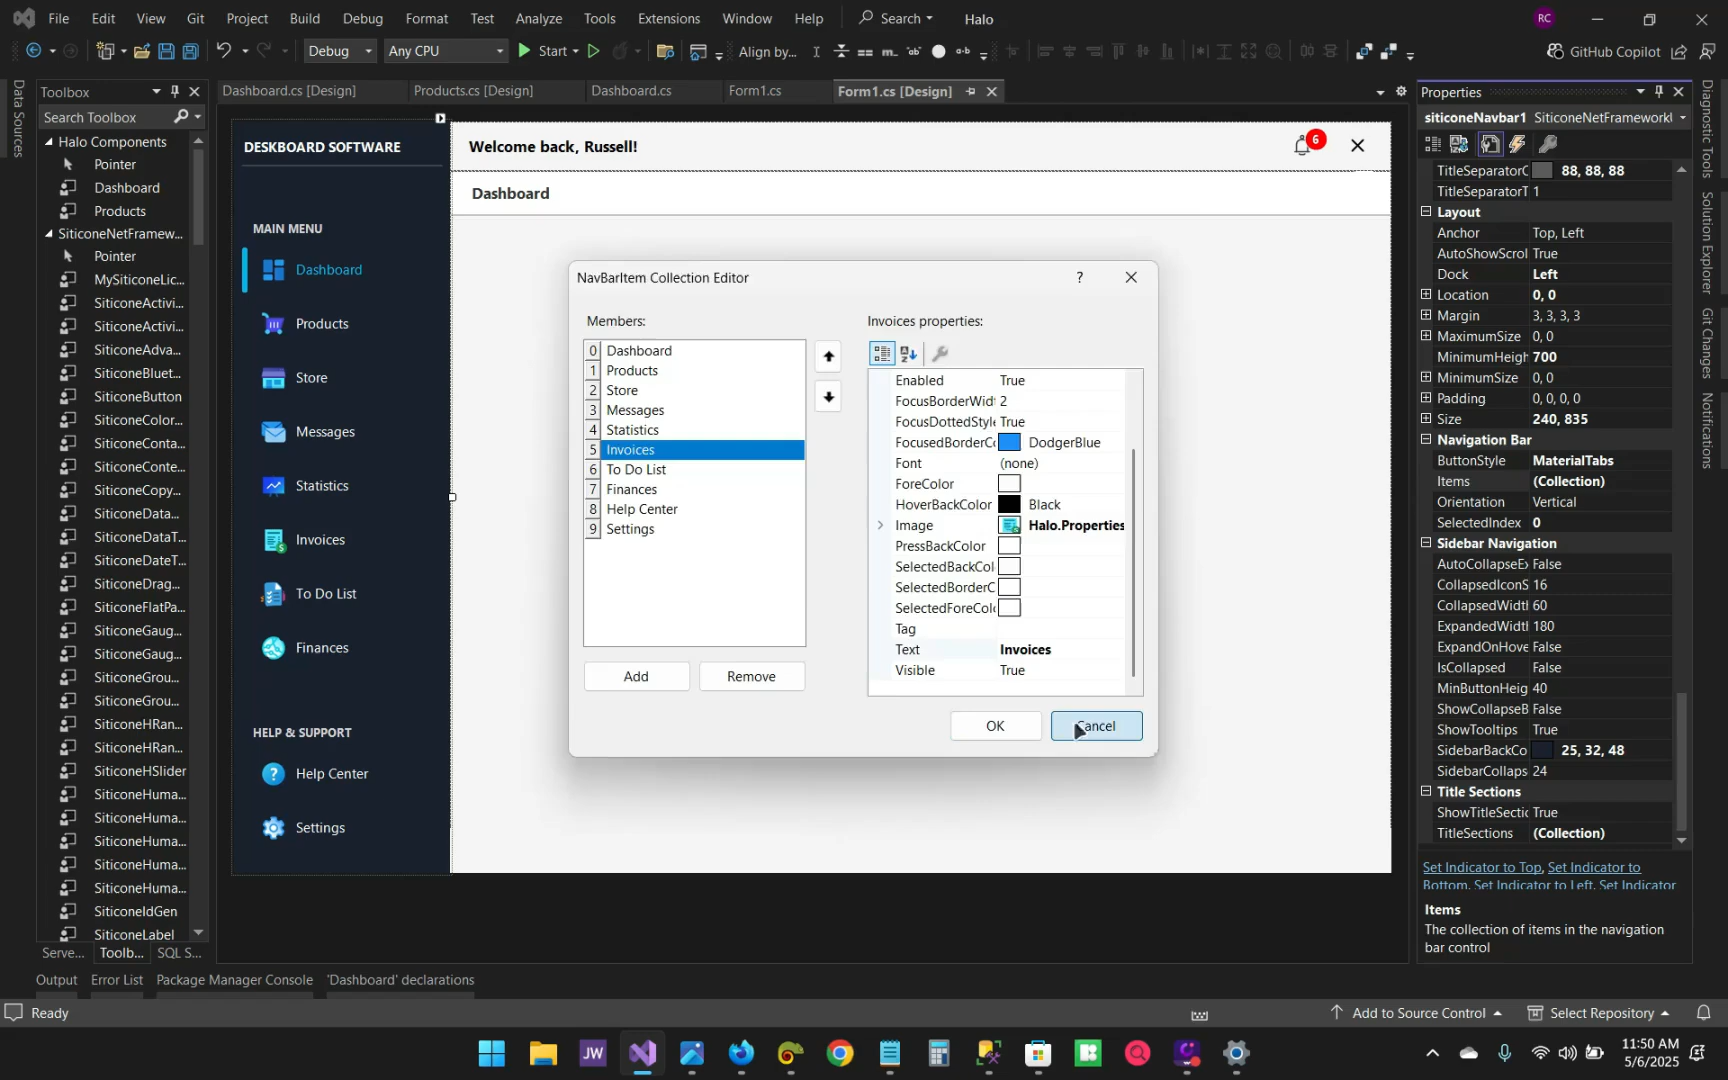 File Edit View Git Project Build Debug Format Test Analyze Tools Extensions Window Help Search Halo RC
Debug Any CPU Start Align by... GitHub Copilot
Data Sources
Toolbox
Search Toolbox
Halo Components
Pointer
Dashboard
Products
SiticoneNetFramew...
Pointer
MySiticoneLic...
SiticoneActivi...
SiticoneActivi...
SiticoneAdva...
SiticoneBluet...
SiticoneButton
SiticoneColor...
SiticoneConta...
SiticoneConte...
SiticoneCopy...
SiticoneData...
SiticoneDataT...
SiticoneDateT...
SiticoneDrag...
SiticoneFlatPa...
SiticoneGaug...
SiticoneGaug...
SiticoneGrou...
SiticoneGrou...
SiticoneHRan...
SiticoneHRan...
SiticoneHSlider
SiticoneHuma...
SiticoneHuma...
SiticoneHuma...
SiticoneHuma...
SiticoneHuma...
SiticoneIdGen
SiticoneLabel
Serve... Toolb... SQL S...
Dashboard.cs [Design] Products.cs [Design] Dashboard.cs Form1.cs Form1.cs [Design]
DESKBOARD SOFTWARE
MAIN MENU
Dashboard
Products
Store
Messages
Statistics
Invoices
To Do List
Finances
HELP & SUPPORT
Help Center
Settings
Welcome back, Russell! 6
Dashboard
NavBarItem Collection Editor ?
Members:
0 Dashboard
1 Products
2 Store
3 Messages
4 Statistics
5 Invoices
6 To Do List
7 Finances
8 Help Center
9 Settings
Add Remove
Invoices properties:
Enabled True
FocusBorderWidt 2
FocusDottedStyle True
FocusedBorderCo DodgerBlue
Font (none)
ForeColor
HoverBackColor Black
Image Halo.Properties
PressBackColor
SelectedBackCol
SelectedBorderC
SelectedForeColo
Tag
Text Invoices
Visible True
OK Cancel
Properties
siticoneNavbar1 SiticoneNetFrameworkU
TitleSeparatorC 88, 88, 88
TitleSeparatorT 1
Layout
Anchor Top, Left
AutoShowScrol True
Dock Left
Location 0, 0
Margin 3, 3, 3, 3
MaximumSize 0, 0
MinimumHeigh 700
MinimumSize 0, 0
Padding 0, 0, 0, 0
Size 240, 835
Navigation Bar
ButtonStyle MaterialTabs
Items (Collection)
Orientation Vertical
SelectedIndex 0
Sidebar Navigation
AutoCollapseEx False
CollapsedIconS 16
CollapsedWidtl 60
ExpandedWidtl 180
ExpandOnHove False
IsCollapsed False
MinButtonHeig 40
ShowCollapseB False
ShowTooltips True
SidebarBackCo 25, 32, 48
SidebarCollaps 24
Title Sections
ShowTitleSectic True
TitleSections (Collection)
Set Indicator to Top, Set Indicator to
Bottom, Set Indicator to Left, Set Indicator
Items
The collection of items in the navigation
bar control
Diagnostic Tools
Solution Explorer
Git Changes
Notifications
Output Error List Package Manager Console 'Dashboard' declarations
Ready Add to Source Control Select Repository
JW
11:50 AM
5/6/2025